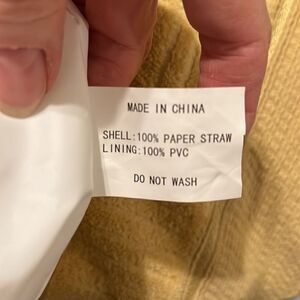 MADE IN CHINA
SHELL:100% PAPER STRAW
LINING:100% PVC
DO NOT WASH